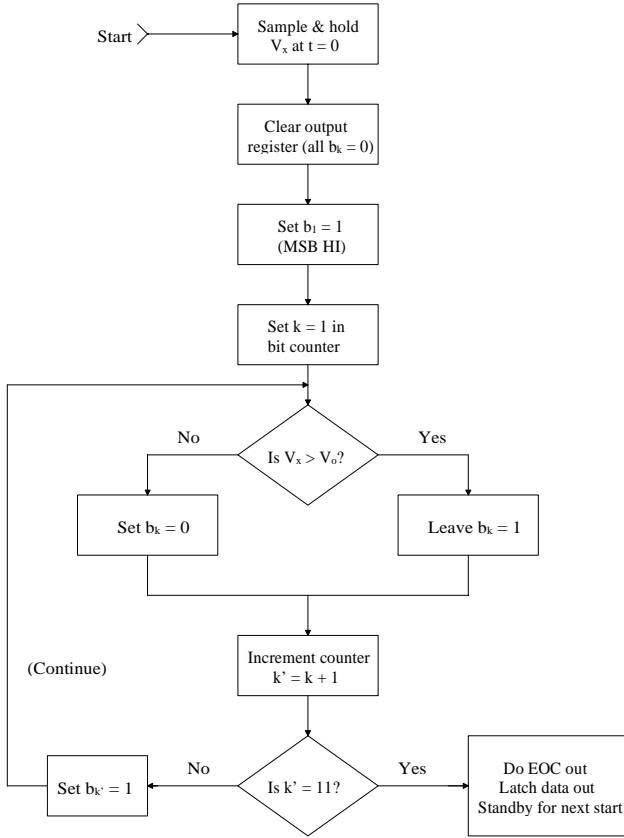 Start
Sample & hold
Vₓ at t = 0
Clear output
register (all bₖ = 0)
Set b₁ = 1
(MSB HI)
Set k = 1 in
bit counter
No
Is Vₓ > Vₒ?
Yes
Set bₖ = 0
Leave bₖ = 1
(Continue)
Increment counter
k’ = k + 1
Set bₖ’ = 1
No
Is k’ = 11?
Yes
Do EOC out
Latch data out
Standby for next start